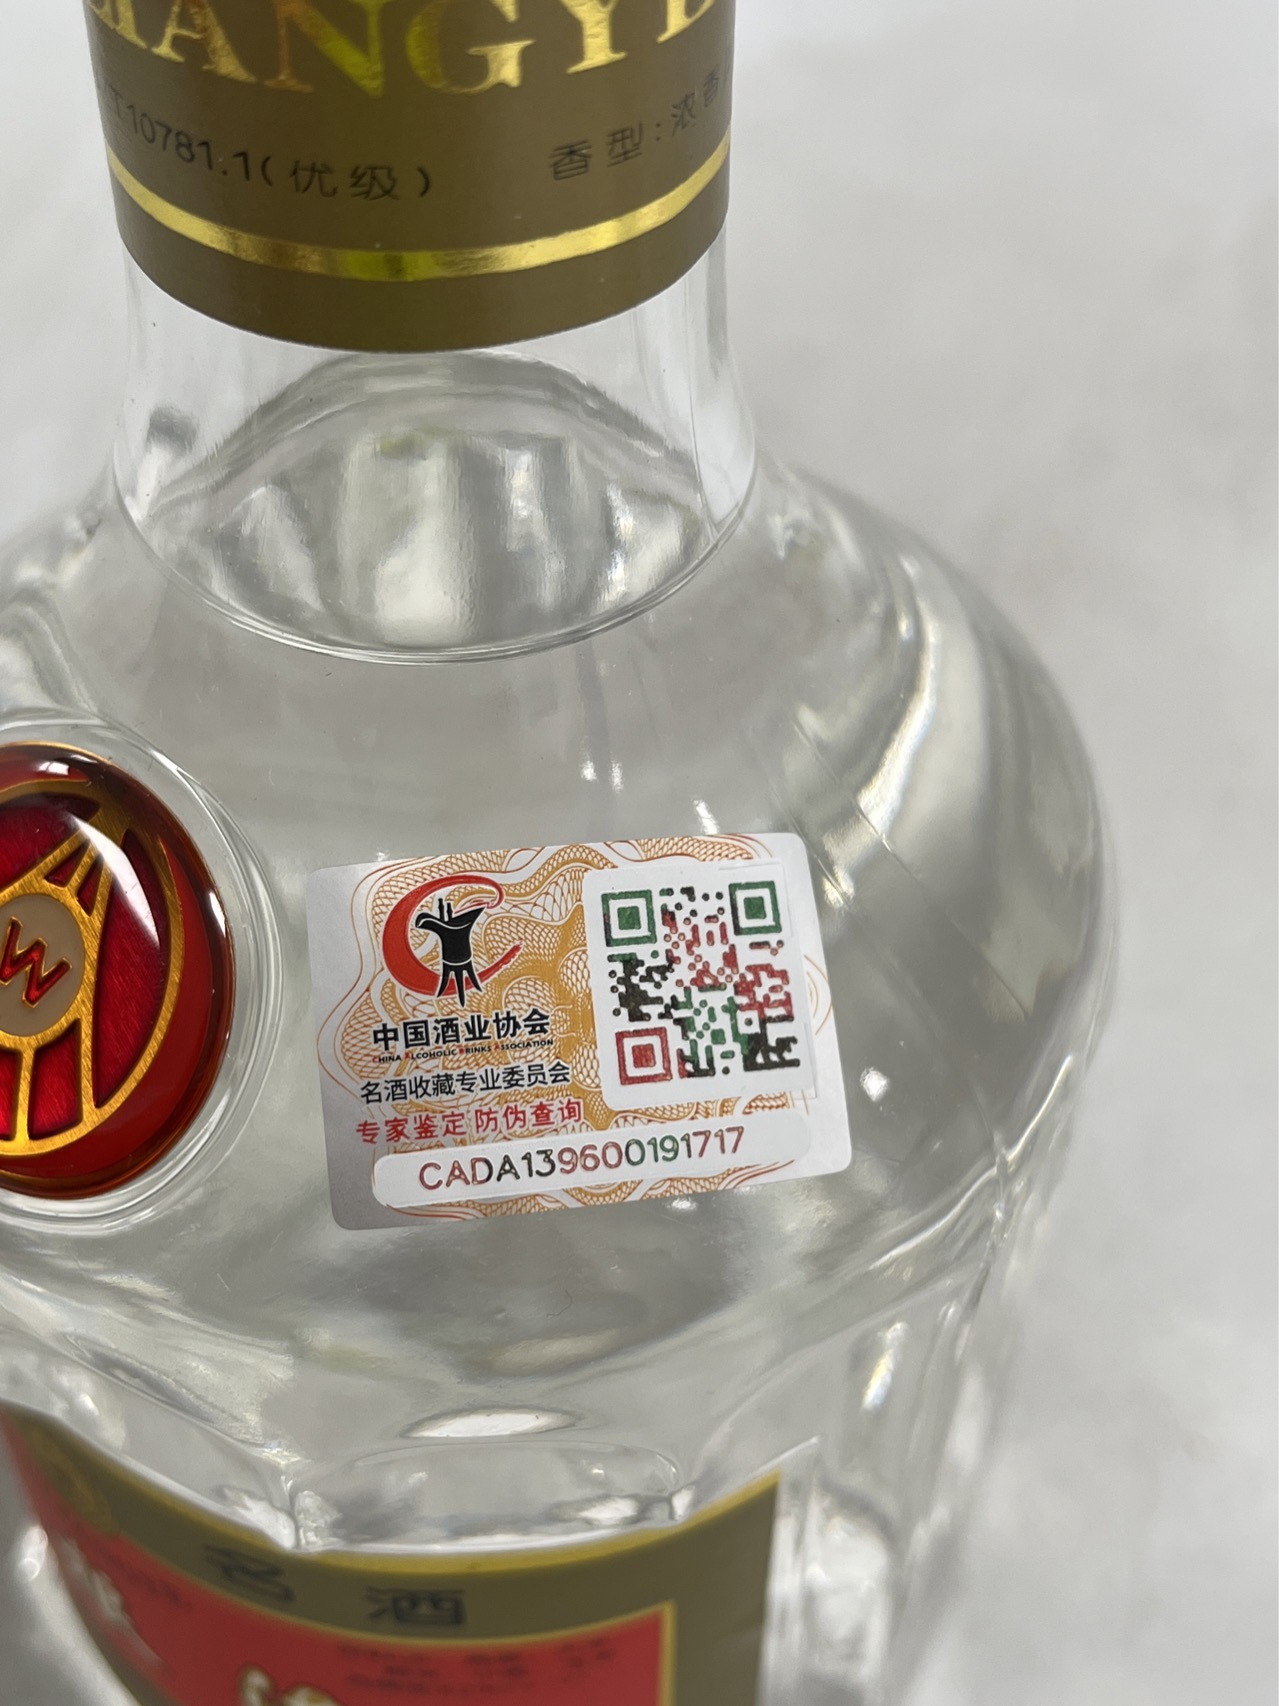 10781.1(优级) 香型:浓香
W
中国酒业协会
CHINA ALCOHOLIC DRINKS ASSOCIATION
名酒收藏专业委员会
专家鉴定 防伪查询
CADA139600191717
名酒